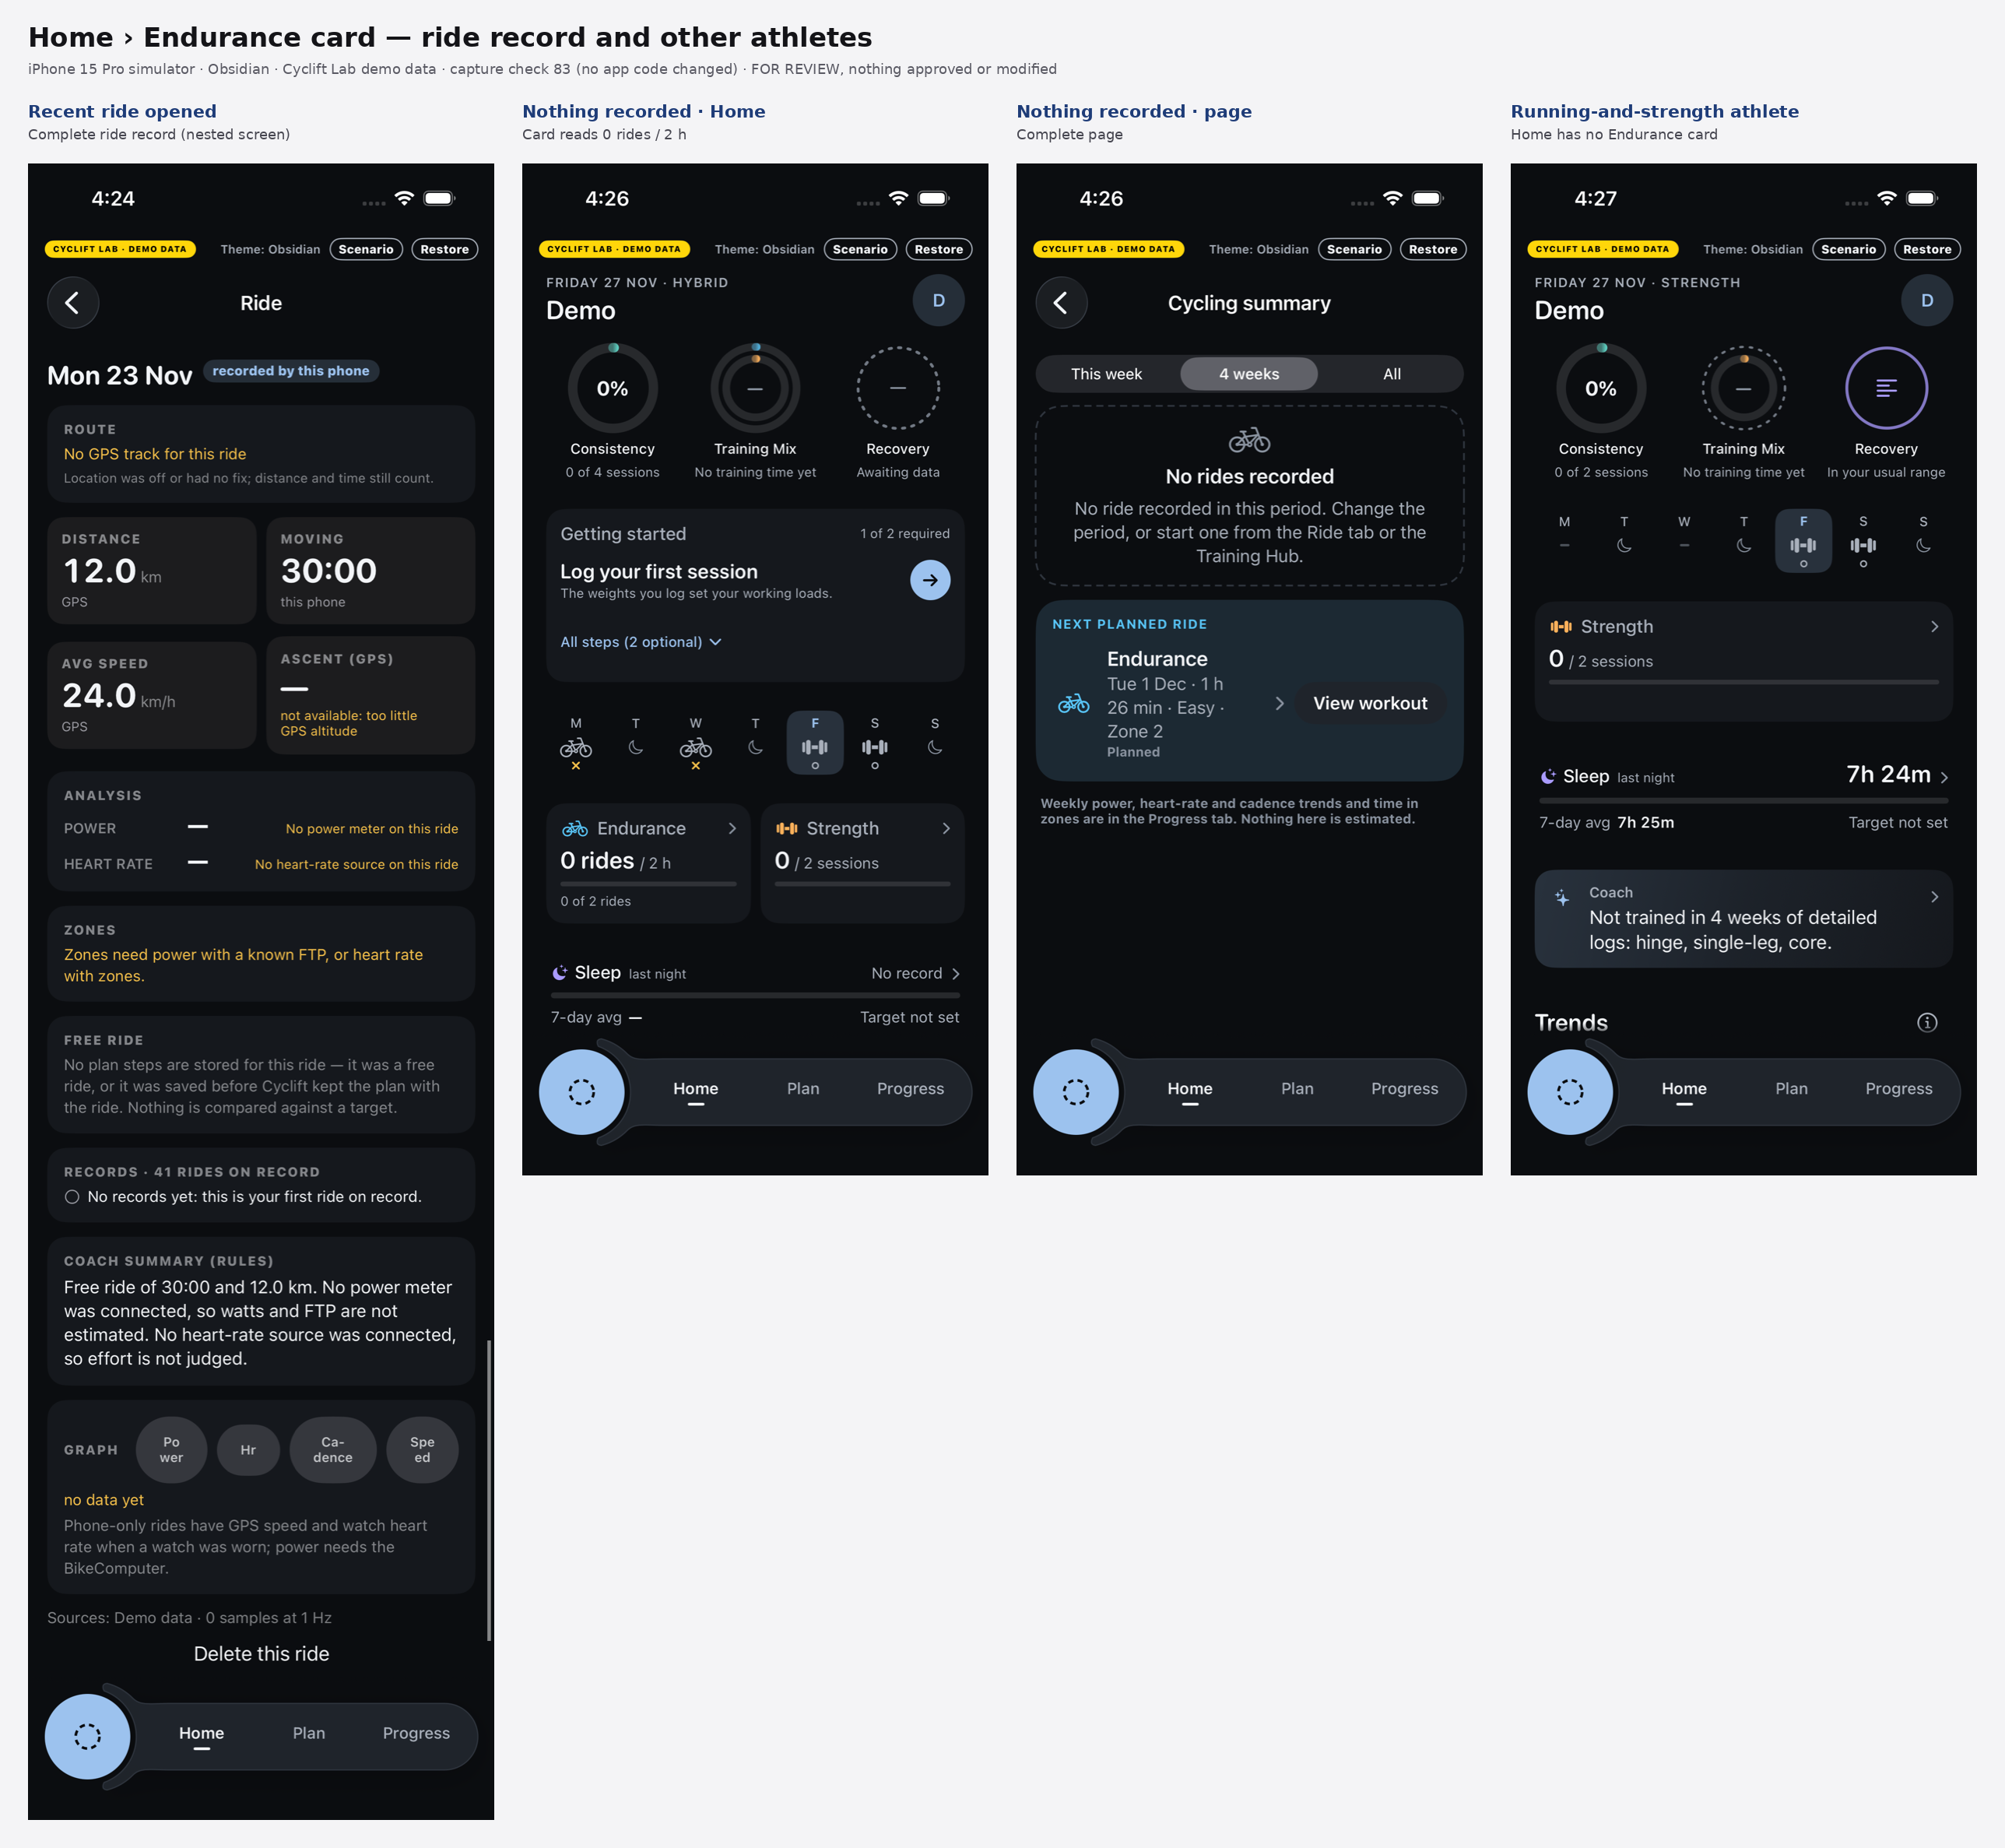 Home › Endurance card — ride record and other athletes
iPhone 15 Pro simulator · Obsidian · Cyclift Lab demo data · capture check 83 (no app code changed) · FOR REVIEW, nothing approved or modified
Recent ride opened
Complete ride record (nested screen)
4:24
CYCLIFT LAB · DEMO DATA
Theme: Obsidian
Scenario
Restore
Ride
Mon 23 Nov
recorded by this phone
ROUTE
No GPS track for this ride
Location was off or had no fix; distance and time still count.
DISTANCE
12.0 km
GPS
MOVING
30:00
this phone
AVG SPEED
24.0 km/h
GPS
ASCENT (GPS)
—
not available: too little
GPS altitude
ANALYSIS
POWER — No power meter on this ride
HEART RATE — No heart-rate source on this ride
ZONES
Zones need power with a known FTP, or heart rate
with zones.
FREE RIDE
No plan steps are stored for this ride — it was a free
ride, or it was saved before Cyclift kept the plan with
the ride. Nothing is compared against a target.
RECORDS · 41 RIDES ON RECORD
No records yet: this is your first ride on record.
COACH SUMMARY (RULES)
Free ride of 30:00 and 12.0 km. No power meter
was connected, so watts and FTP are not
estimated. No heart-rate source was connected,
so effort is not judged.
GRAPH
Po
wer
Hr
Ca-
dence
Spe
ed
no data yet
Phone-only rides have GPS speed and watch heart
rate when a watch was worn; power needs the
BikeComputer.
Sources: Demo data · 0 samples at 1 Hz
Delete this ride
Home
Plan
Progress
Nothing recorded · Home
Card reads 0 rides / 2 h
4:26
CYCLIFT LAB · DEMO DATA
Theme: Obsidian
Scenario
Restore
FRIDAY 27 NOV · HYBRID
Demo
D
0%
Consistency
0 of 4 sessions
—
Training Mix
No training time yet
—
Recovery
Awaiting data
Getting started
1 of 2 required
Log your first session
The weights you log set your working loads.
All steps (2 optional)
M T W T F S S
Endurance
0 rides / 2 h
0 of 2 rides
Strength
0 / 2 sessions
Sleep last night
No record
7-day avg —
Target not set
Home
Plan
Progress
Nothing recorded · page
Complete page
4:26
CYCLIFT LAB · DEMO DATA
Theme: Obsidian
Scenario
Restore
Cycling summary
This week
4 weeks
All
No rides recorded
No ride recorded in this period. Change the
period, or start one from the Ride tab or the
Training Hub.
NEXT PLANNED RIDE
Endurance
Tue 1 Dec · 1 h
26 min · Easy ·
Zone 2
Planned
View workout
Weekly power, heart-rate and cadence trends and time in
zones are in the Progress tab. Nothing here is estimated.
Home
Plan
Progress
Running-and-strength athlete
Home has no Endurance card
4:27
CYCLIFT LAB · DEMO DATA
Theme: Obsidian
Scenario
Restore
FRIDAY 27 NOV · STRENGTH
Demo
D
0%
Consistency
0 of 2 sessions
—
Training Mix
No training time yet
Recovery
In your usual range
M T W T F S S
Strength
0 / 2 sessions
Sleep last night
7h 24m
7-day avg 7h 25m
Target not set
Coach
Not trained in 4 weeks of detailed
logs: hinge, single-leg, core.
Trends
Home
Plan
Progress